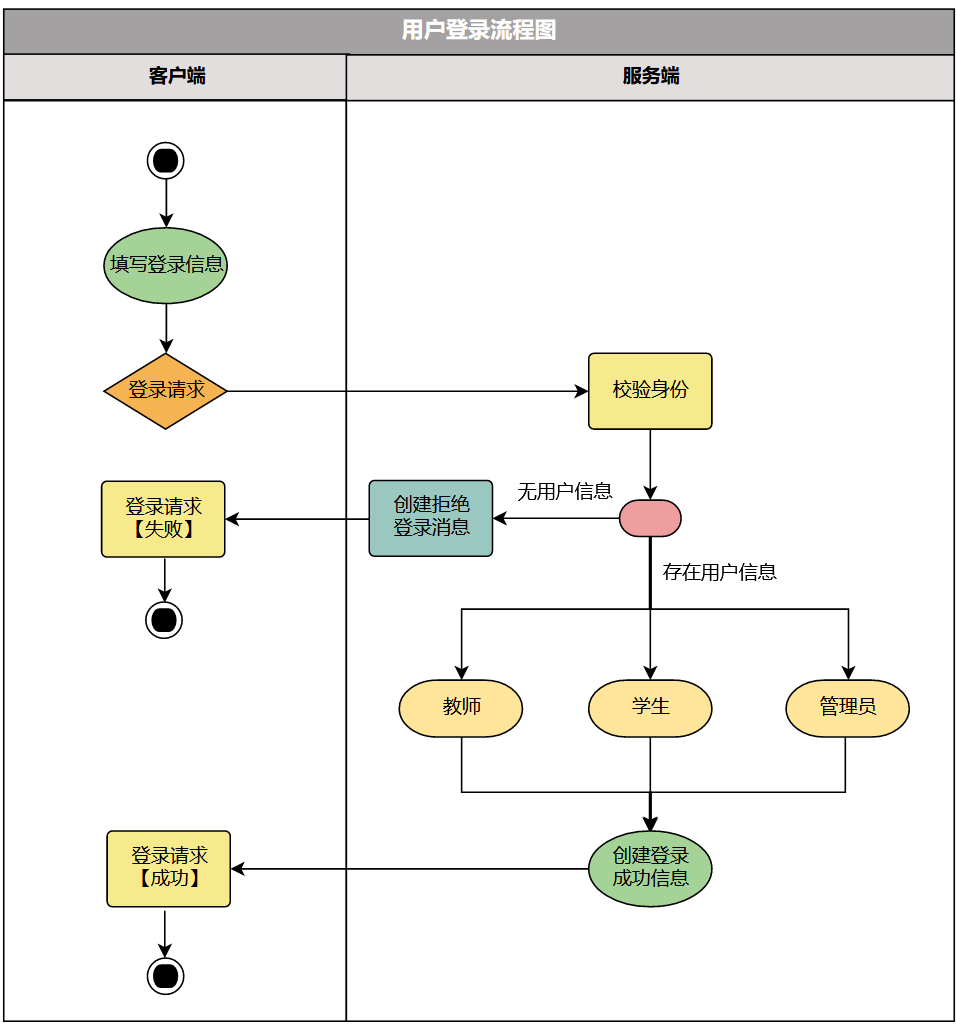 用户登录流程图
客户端
服务端
填写登录信息
登录请求
校验身份
无用户信息
创建拒绝
登录消息
登录请求
【失败】
存在用户信息
教师
学生
管理员
创建登录
成功信息
登录请求
【成功】